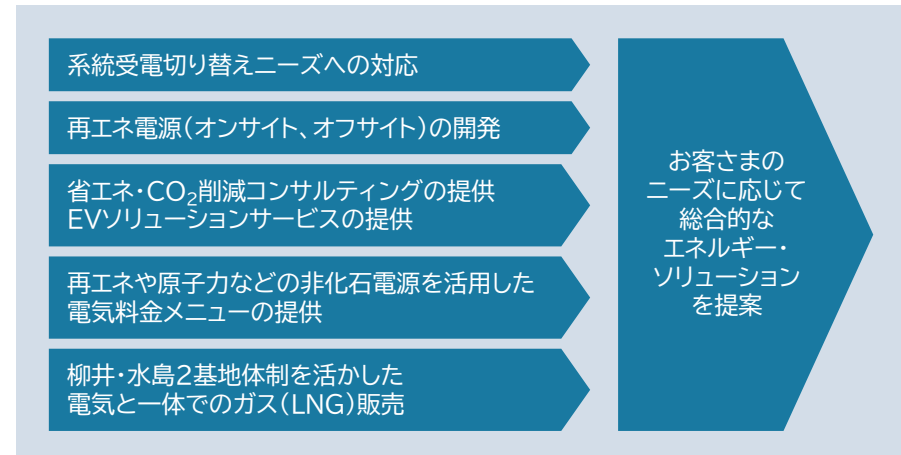 系統受電切り替えニーズへの対応
再エネ電源（オンサイト、オフサイト）の開発
省エネ・CO₂削減コンサルティングの提供
EVソリューションサービスの提供
再エネや原子力などの非化石電源を活用した
電気料金メニューの提供
柳井・水島2基地体制を活かした
電気と一体でのガス（LNG）販売
お客さまの
ニーズに応じて
総合的な
エネルギー・
ソリューション
を提案